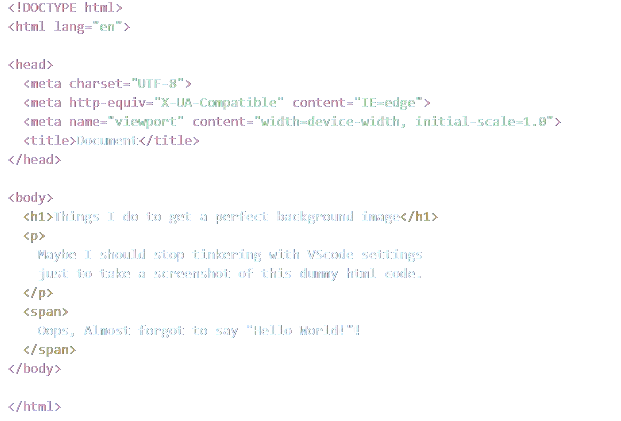 <!DOCTYPE html>
<html lang="en">
<head>
<meta charset="UTF-8">
<meta http-equiv="X-UA-Compatible" content="IE=edge">
<meta name="viewport" content="width=device-width, initial-scale=1.0">
<title>Document</title>
</head>
<body>
<h1>Things I do to get a perfect background image</h1>
<p>
Maybe I should stop tinkering with VScode settings
just to take a screenshot of this dummy html code.
</p>
<span>
Oops, Almost forgot to say "Hello World!"!
</span>
</body>
</html>